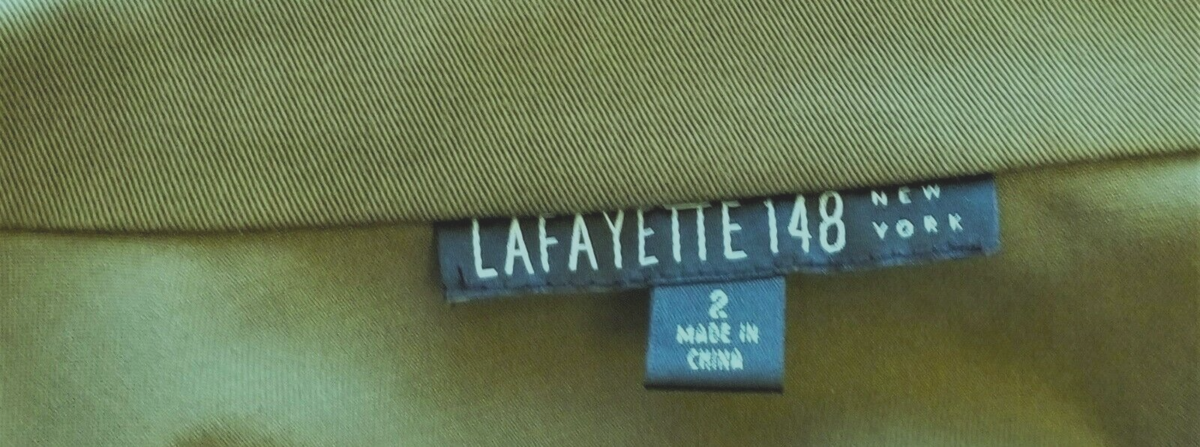 LAFAYETTE 148 NEW YORK
2
MADE IN
CHINA